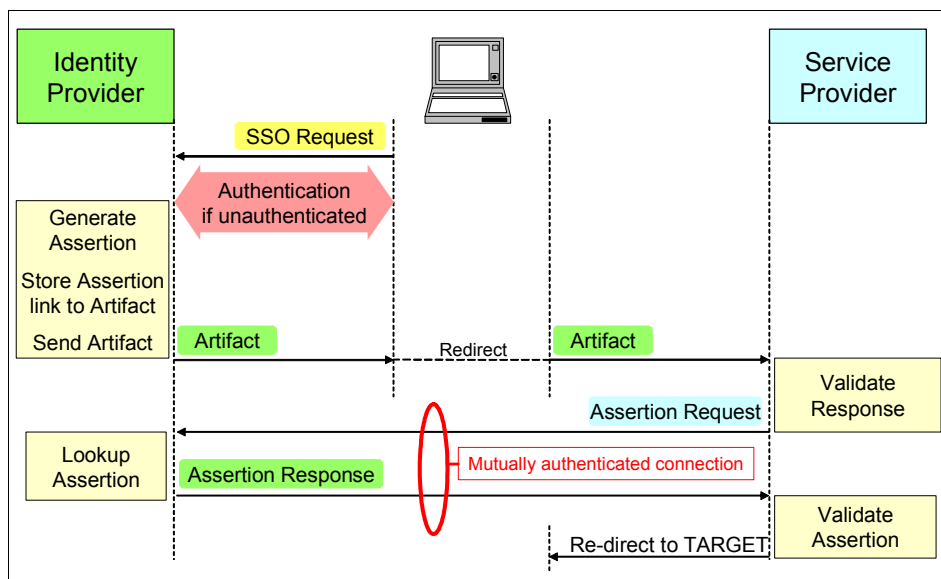 Identity
Provider
Service
Provider
SSO Request
Authentication
if unauthenticated
Generate
Assertion
Store Assertion
link to Artifact
Send Artifact
Artifact
Redirect
Artifact
Validate
Response
Assertion Request
Lookup
Assertion
Assertion Response
Mutually authenticated connection
Validate
Assertion
Re-direct to TARGET